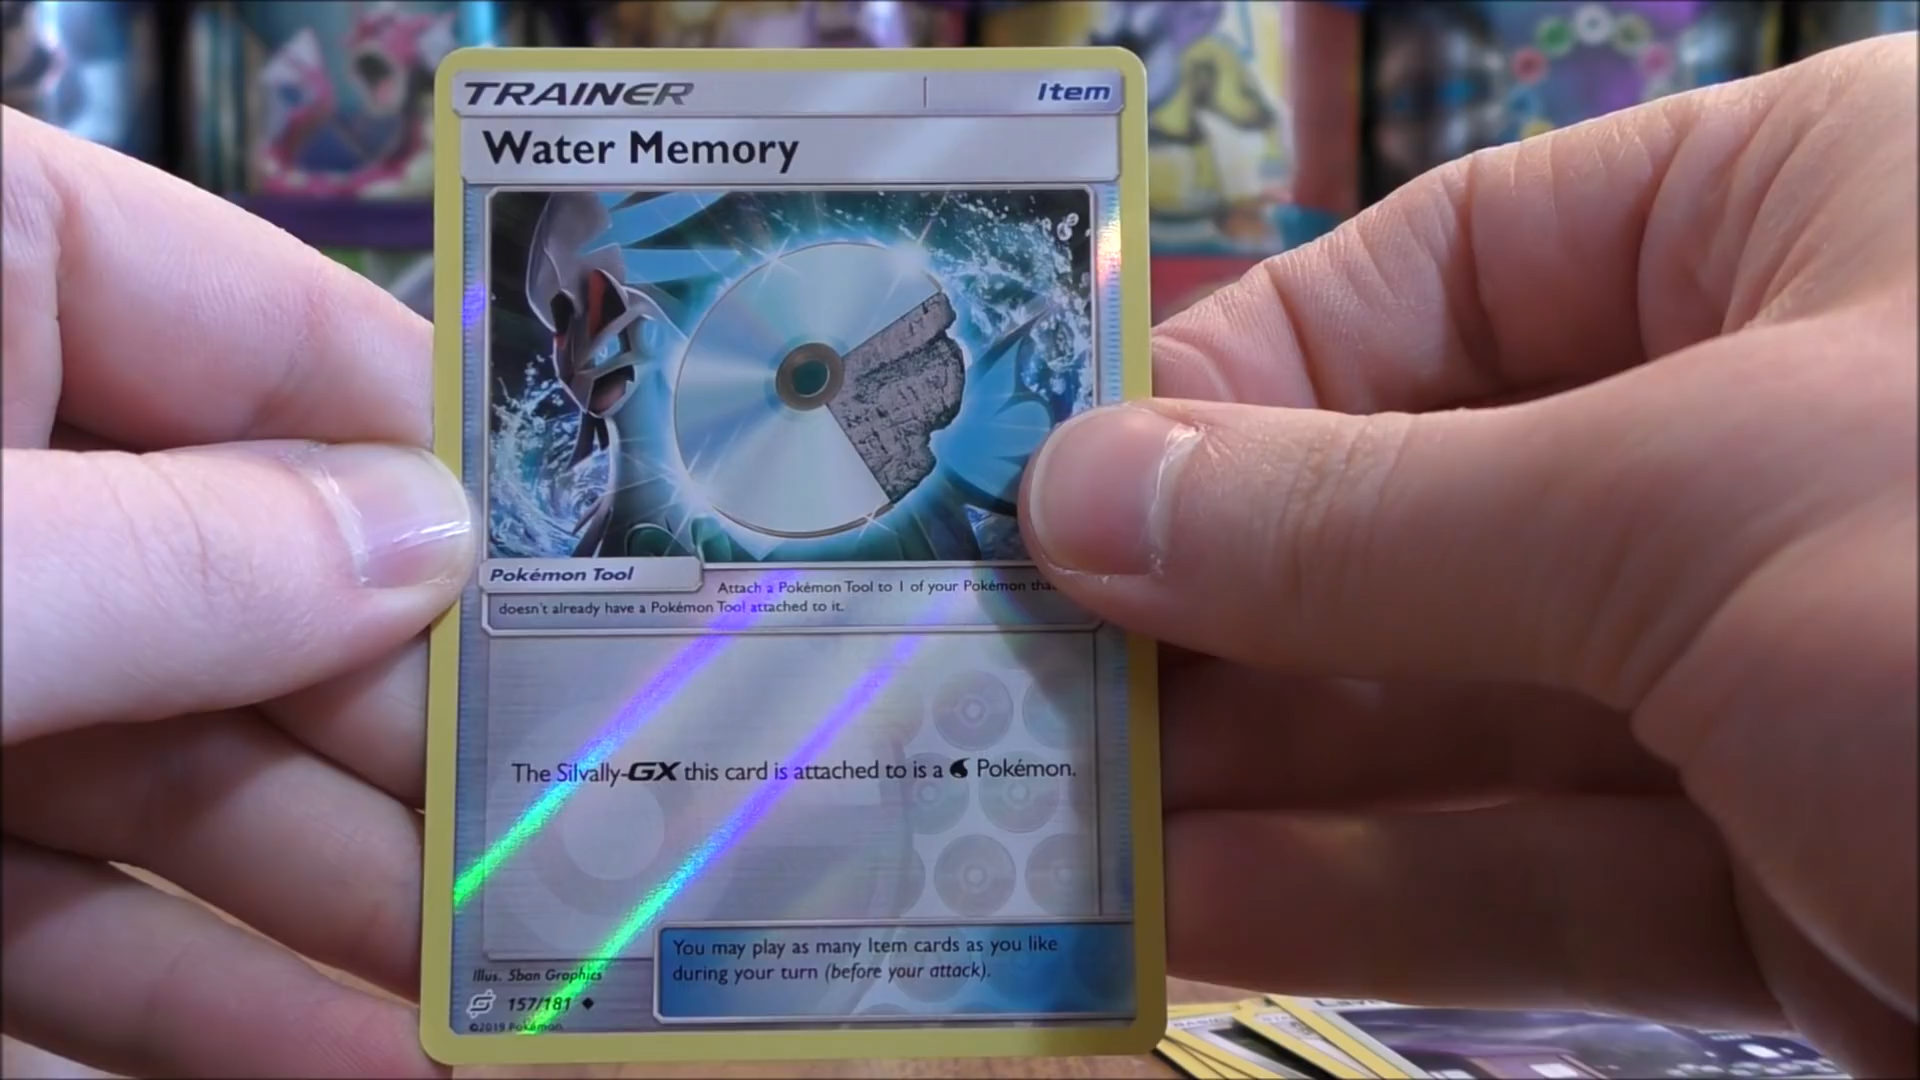 TRAINER Item
Water Memory
Pokémon Tool
Attach a Pokémon Tool to 1 of your Pokémon
doesn't already have a Pokémon Tool attached to it.
The Silvally-GX this card is attached to is a Pokémon.
You may play as many Item cards as you like
during your turn (before your attack).
Illus. 5ban Graphics
157/181
©2019 Pokémon